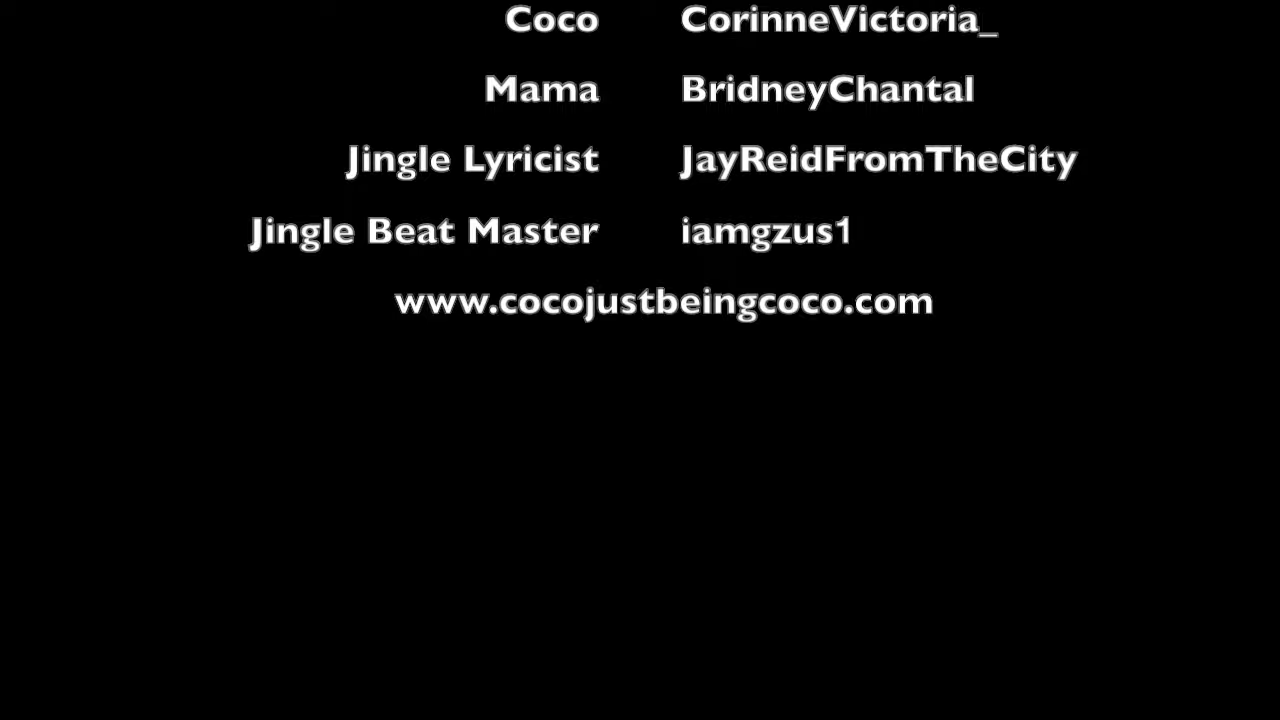 Coco CorinneVictoria_
Mama BridneyChantal
Jingle Lyricist JayReidFromTheCity
Jingle Beat Master iamgzus1
www.cocojustbeingcoco.com